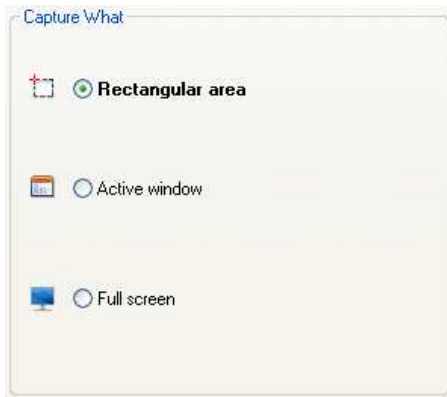 Capture What
Rectangular area
Active window
Full screen